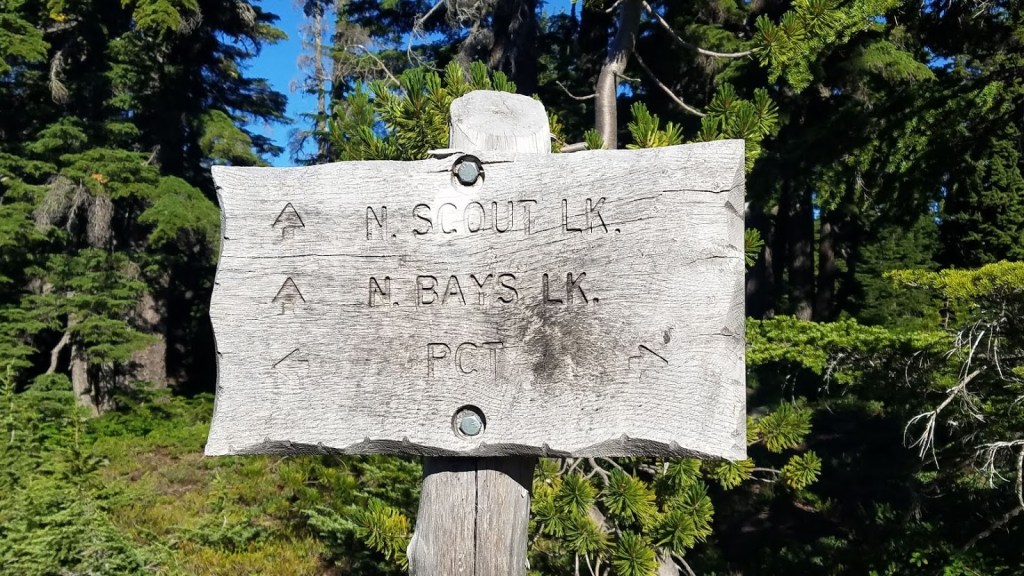 N. SCOUT LK.
N. BAYS LK.
PCT